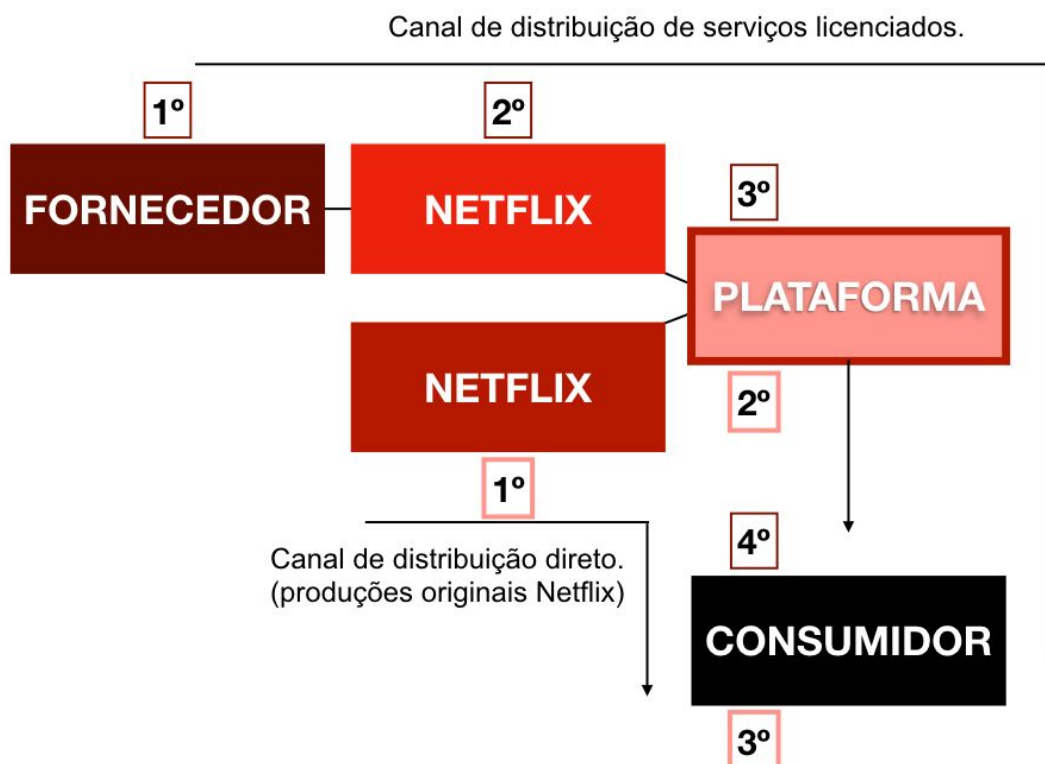 Canal de distribuição de serviços licenciados.
1º
2º
FORNECEDOR
NETFLIX
3º
PLATAFORMA
NETFLIX
2º
1º
Canal de distribuição direto.
(produções originais Netflix)
4º
CONSUMIDOR
3º